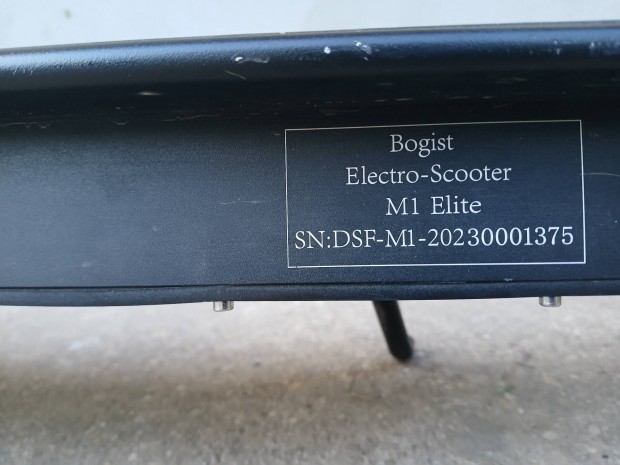 Bogist
Electro-Scooter
M1 Elite
SN:DSF-M1-20230001375